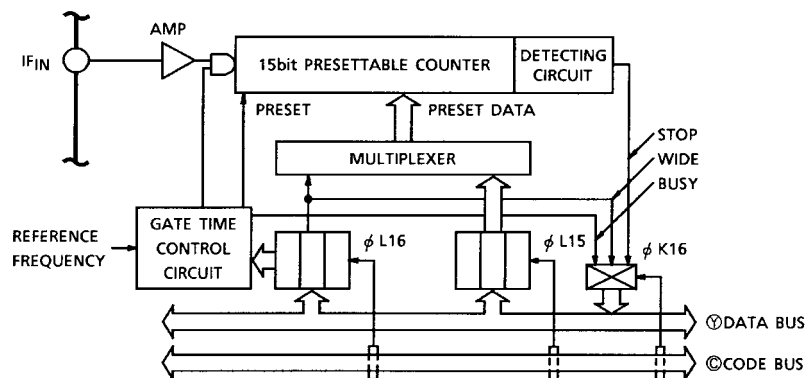 AMP
IFIN
15bit PRESETTABLE COUNTER
DETECTING
CIRCUIT
PRESET
PRESET DATA
STOP
MULTIPLEXER
WIDE
BUSY
REFERENCE
FREQUENCY
GATE TIME
CONTROL
CIRCUIT
φ L16
φ L15
φ K16
ⓎDATA BUS
ⒸCODE BUS